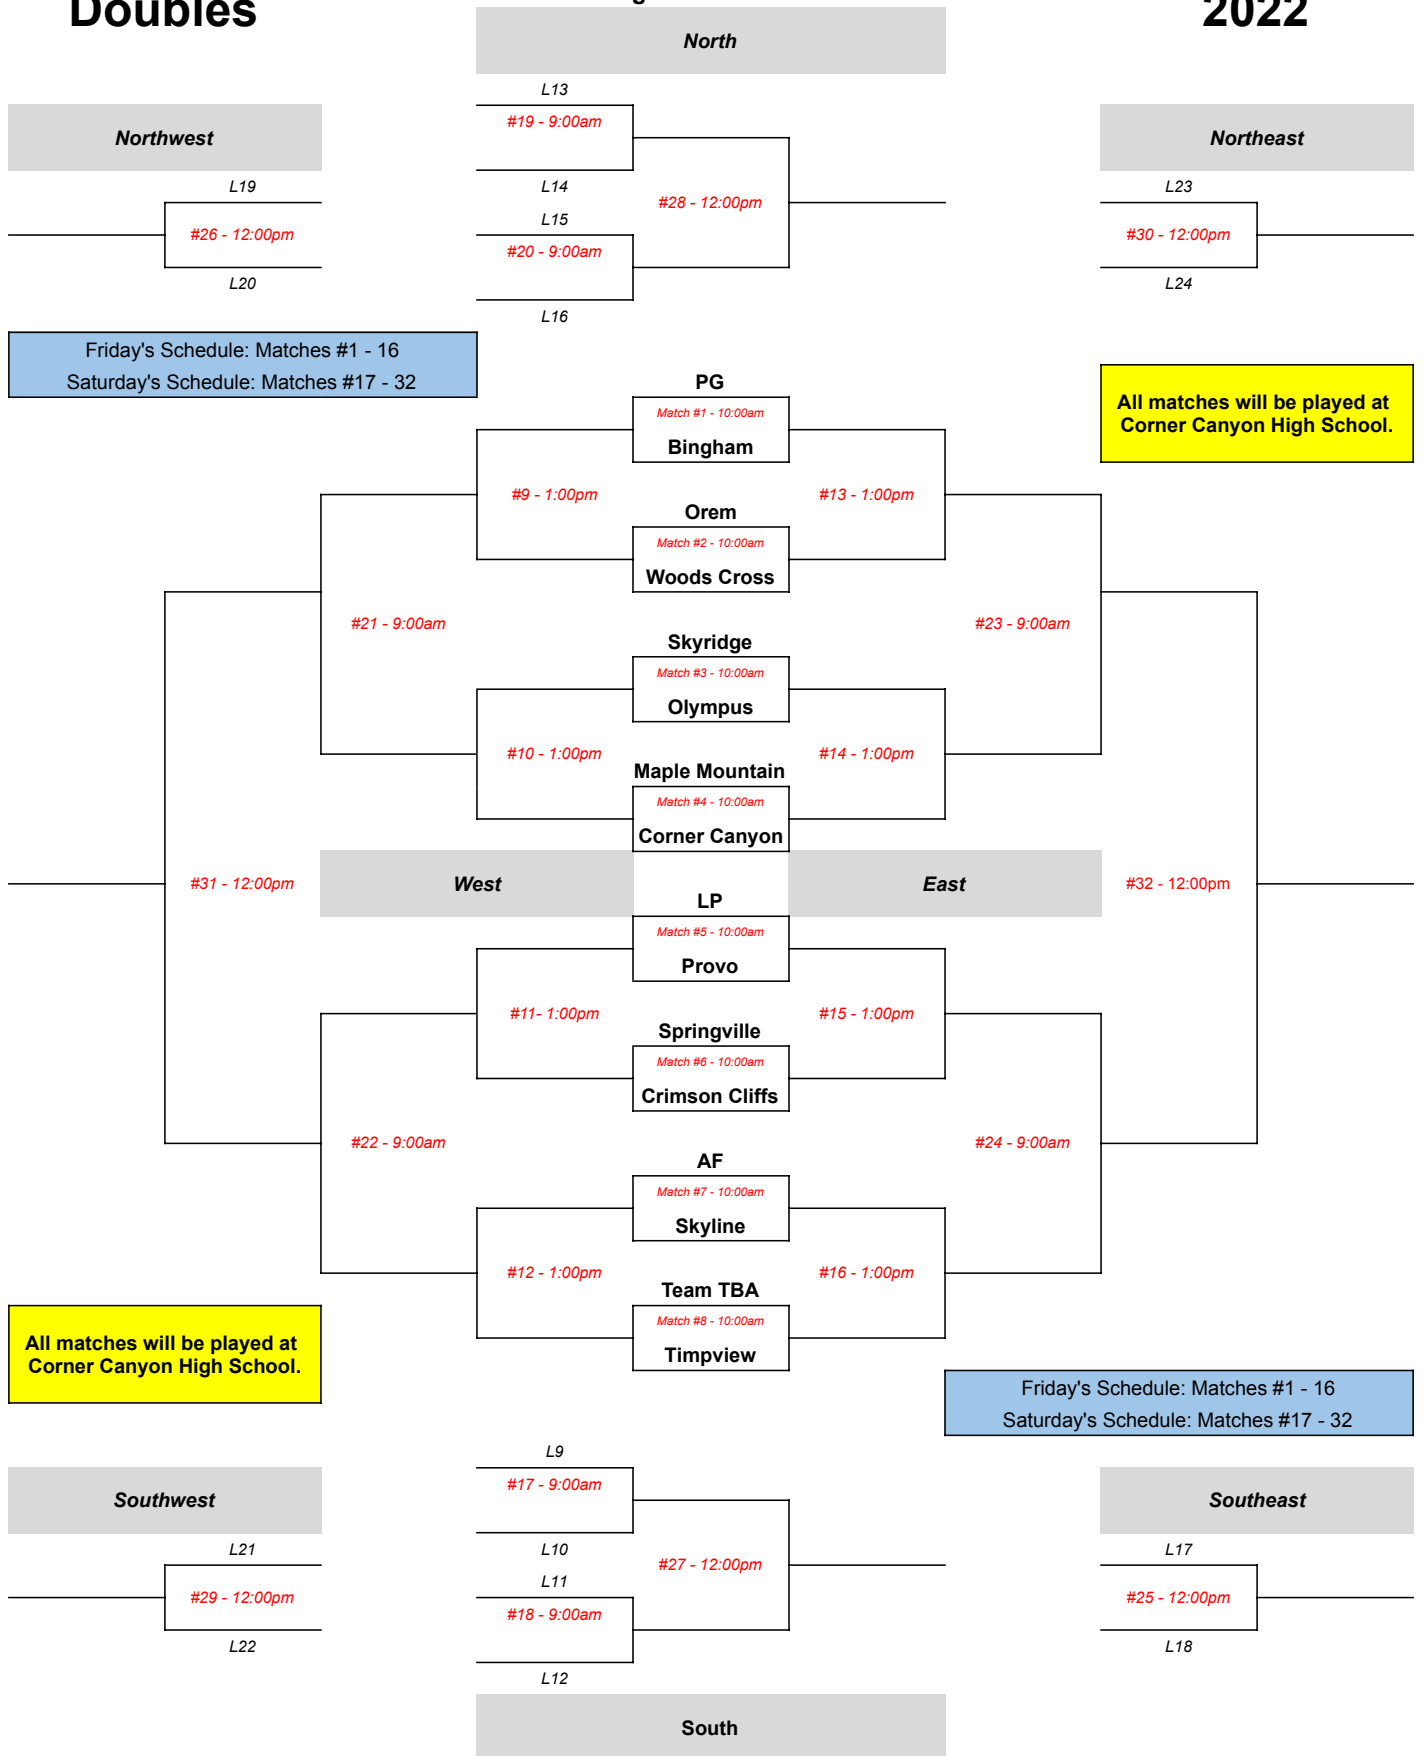 Doubles
2022
North
L13
#19 - 9:00am
Northwest
Northeast
L19
L14
L23
#28 - 12:00pm
L15
#26 - 12:00pm
#20 - 9:00am
#30 - 12:00pm
L20
L24
L16
Friday's Schedule: Matches #1 - 16
Saturday's Schedule: Matches #17 - 32
PG
All matches will be played at
Corner Canyon High School.
Match #1 - 10:00am
Bingham
#9 - 1:00pm
#13 - 1:00pm
Orem
Match #2 - 10:00am
Woods Cross
#21 - 9:00am
#23 - 9:00am
Skyridge
Match #3 - 10:00am
Olympus
#10 - 1:00pm
#14 - 1:00pm
Maple Mountain
Match #4 - 10:00am
Corner Canyon
#31 - 12:00pm
West
East
#32 - 12:00pm
LP
Match #5 - 10:00am
Provo
#11- 1:00pm
#15 - 1:00pm
Springville
Match #6 - 10:00am
Crimson Cliffs
#22 - 9:00am
#24 - 9:00am
AF
Match #7 - 10:00am
Skyline
#12 - 1:00pm
#16 - 1:00pm
Team TBA
Match #8 - 10:00am
Timpview
All matches will be played at
Corner Canyon High School.
Friday's Schedule: Matches #1 - 16
Saturday's Schedule: Matches #17 - 32
L9
#17 - 9:00am
Southwest
Southeast
L21
L10
L17
#27 - 12:00pm
L11
#29 - 12:00pm
#18 - 9:00am
#25 - 12:00pm
L22
L18
L12
South